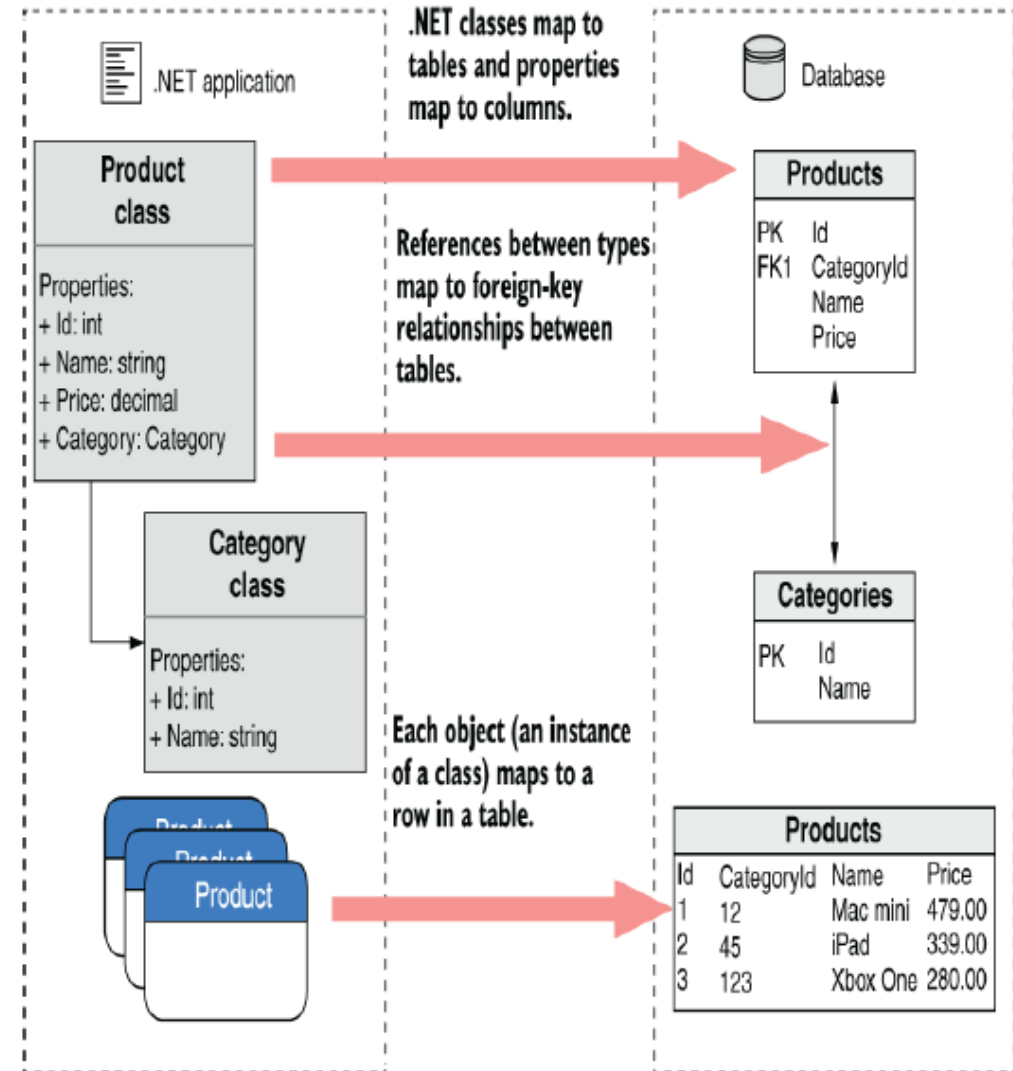 .NET application
Product
class
Properties:
+ Id: int
+ Name: string
+ Price: decimal
+ Category: Category
Category
class
Properties:
+ Id: int
+ Name: string
Product
Product
Product
.NET classes map to
tables and properties
map to columns.
References between types
map to foreign-key
relationships between
tables.
Each object (an instance
of a class) maps to a
row in a table.
Database
Products
PK Id
FK1 CategoryId
Name
Price
Categories
PK Id
Name
Products
Id CategoryId Name Price
1 12 Mac mini 479.00
2 45 iPad 339.00
3 123 Xbox One 280.00